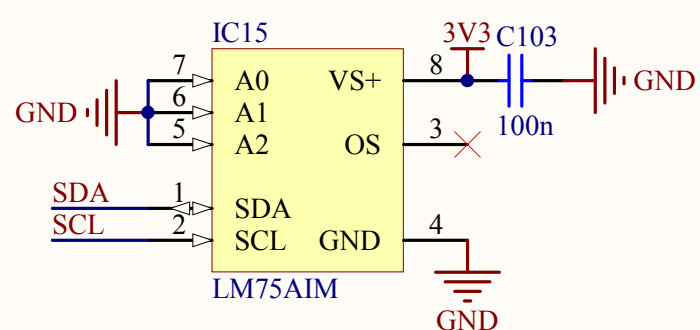 IC15
3V3 C103
7 A0 VS+ 8
GND 6 A1 GND
100n
5 A2 OS 3
SDA 1 SDA
SCL 2 SCL GND 4
LM75AIM
GND